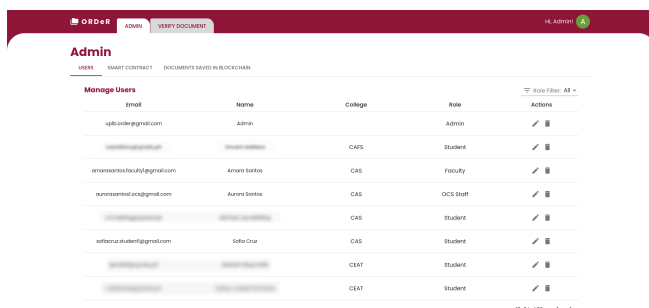 ORDeR ADMIN VERIFY DOCUMENT Hi, Admin! A
Admin
USERS SMART CONTRACT DOCUMENTS SAVED IN BLOCKCHAIN
Manage Users Role Filter: All
Email Name College Role Actions
uplb.order@gmail.com Admin Admin
CAFS Student
amarasantos.faculty1@gmail.com Amara Santos CAS Faculty
aurorasantos1.ocs@gmail.com Aurora Santos CAS OCS Staff
CAS Student
sofiacruz.student1@gmail.com Sofia Cruz CAS Student
CEAT Student
CEAT Student